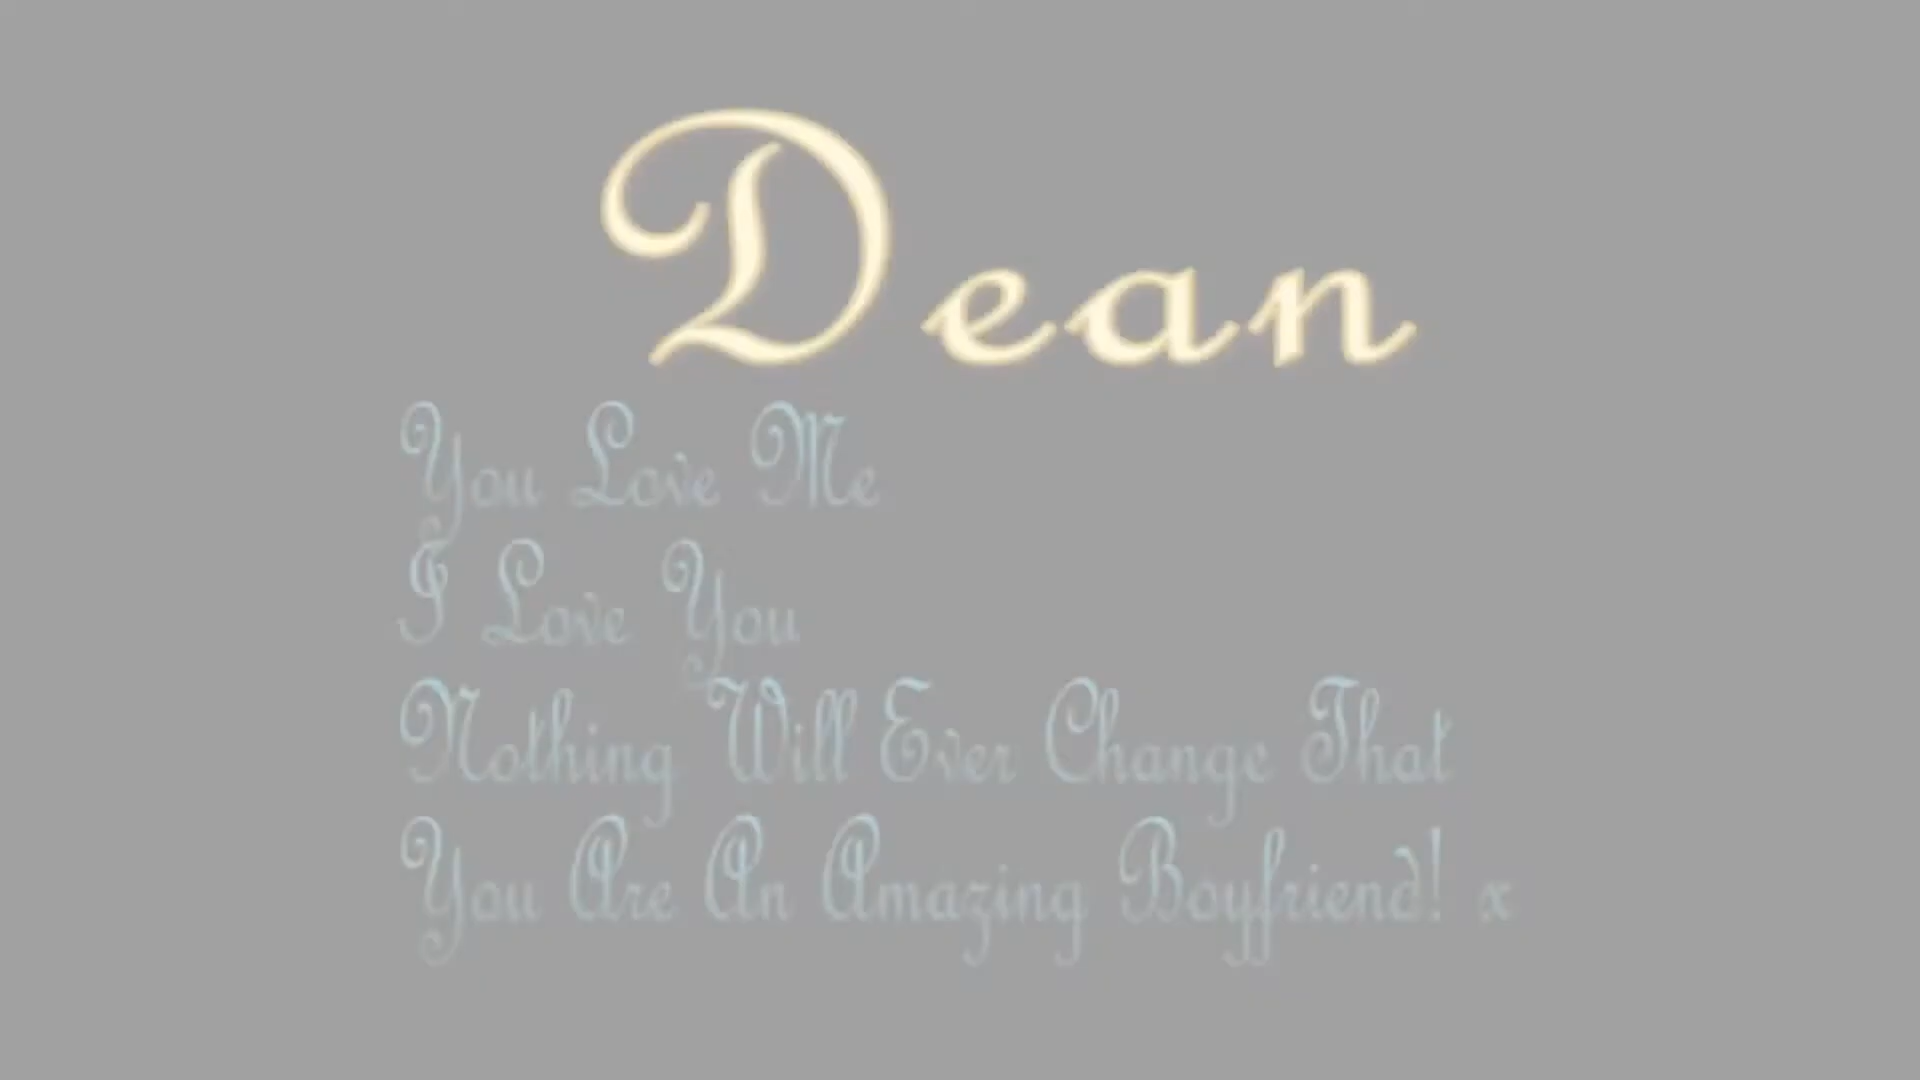 Dean
You Love Me
I Love You
Nothing Will Ever Change That
You Are An Amazing Boyfriend! x